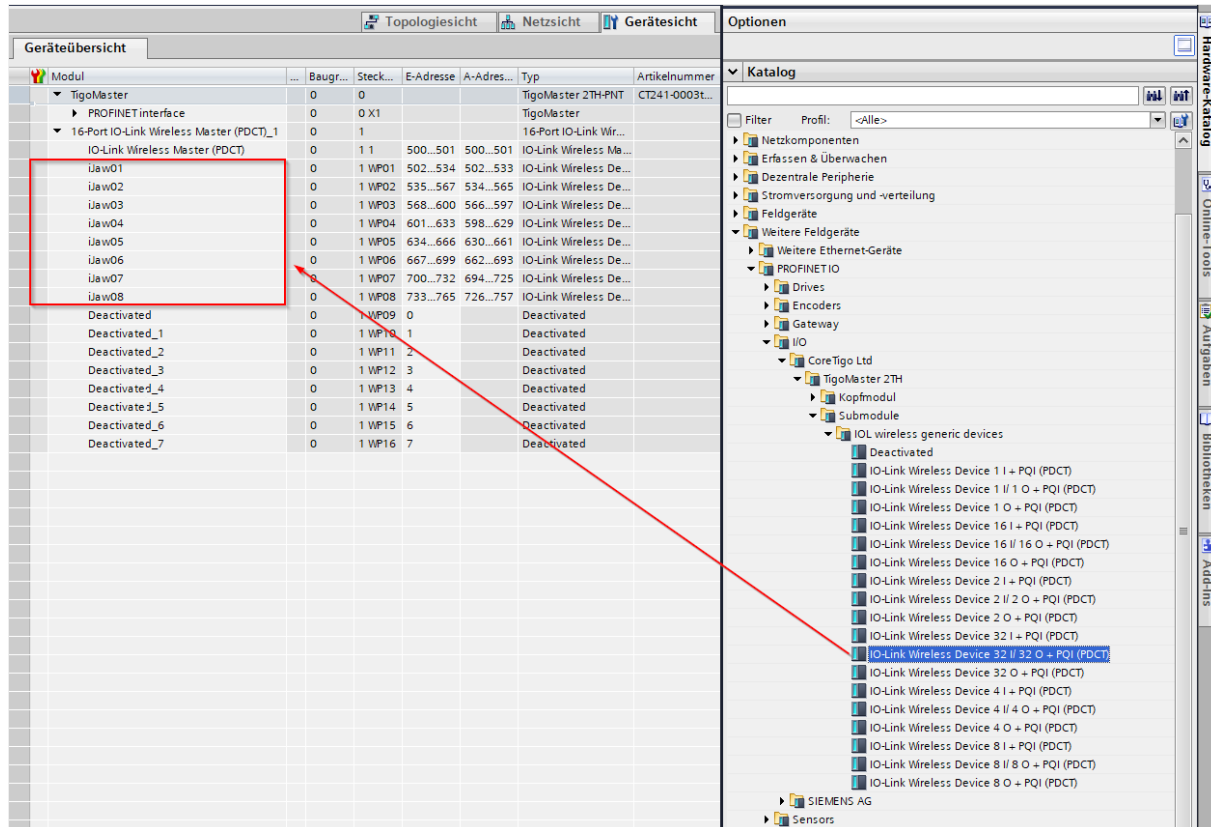 Topologiesicht Netzsicht Gerätesicht
Geräteübersicht
Modul ... Baugr... Steck... E-Adresse A-Adres... Typ Artikelnummer
TigoMaster 0 0 TigoMaster 2TH-PNT CT241-0003t...
PROFINET interface 0 0 X1 TigoMaster
16-Port IO-Link Wireless Master (PDCT)_1 0 1 16-Port IO-Link Wir...
IO-Link Wireless Master (PDCT) 0 1 1 500...501 500...501 IO-Link Wireless Ma...
iJaw01 0 1 WP01 502...534 502...533 IO-Link Wireless De...
iJaw02 0 1 WP02 535...567 534...565 IO-Link Wireless De...
iJaw03 0 1 WP03 568...600 566...597 IO-Link Wireless De...
iJaw04 0 1 WP04 601...633 598...629 IO-Link Wireless De...
iJaw05 0 1 WP05 634...666 630...661 IO-Link Wireless De...
iJaw06 0 1 WP06 667...699 662...693 IO-Link Wireless De...
iJaw07 0 1 WP07 700...732 694...725 IO-Link Wireless De...
iJaw08 0 1 WP08 733...765 726...757 IO-Link Wireless De...
Deactivated 0 1 WP09 0 Deactivated
Deactivated_1 0 1 WP10 1 Deactivated
Deactivated_2 0 1 WP11 2 Deactivated
Deactivated_3 0 1 WP12 3 Deactivated
Deactivated_4 0 1 WP13 4 Deactivated
Deactivated_5 0 1 WP14 5 Deactivated
Deactivated_6 0 1 WP15 6 Deactivated
Deactivated_7 0 1 WP16 7 Deactivated
Optionen
Katalog
Filter Profil: <Alle>
Netzkomponenten
Erfassen & Überwachen
Dezentrale Peripherie
Stromversorgung und -verteilung
Feldgeräte
Weitere Feldgeräte
Weitere Ethernet-Geräte
PROFINET IO
Drives
Encoders
Gateway
I/O
CoreTigo Ltd
TigoMaster 2TH
Kopfmodul
Submodule
IOL wireless generic devices
Deactivated
IO-Link Wireless Device 1 I + PQI (PDCT)
IO-Link Wireless Device 1 I/ 1 O + PQI (PDCT)
IO-Link Wireless Device 1 O + PQI (PDCT)
IO-Link Wireless Device 16 I + PQI (PDCT)
IO-Link Wireless Device 16 I/ 16 O + PQI (PDCT)
IO-Link Wireless Device 16 O + PQI (PDCT)
IO-Link Wireless Device 2 I + PQI (PDCT)
IO-Link Wireless Device 2 I/ 2 O + PQI (PDCT)
IO-Link Wireless Device 2 O + PQI (PDCT)
IO-Link Wireless Device 32 I + PQI (PDCT)
IO-Link Wireless Device 32 I/ 32 O + PQI (PDCT)
IO-Link Wireless Device 32 O + PQI (PDCT)
IO-Link Wireless Device 4 I + PQI (PDCT)
IO-Link Wireless Device 4 I/ 4 O + PQI (PDCT)
IO-Link Wireless Device 4 O + PQI (PDCT)
IO-Link Wireless Device 8 I + PQI (PDCT)
IO-Link Wireless Device 8 I/ 8 O + PQI (PDCT)
IO-Link Wireless Device 8 O + PQI (PDCT)
SIEMENS AG
Sensors
Hardware-Katalog
Online-Tools
Aufgaben
Bibliotheken
Add-Ins